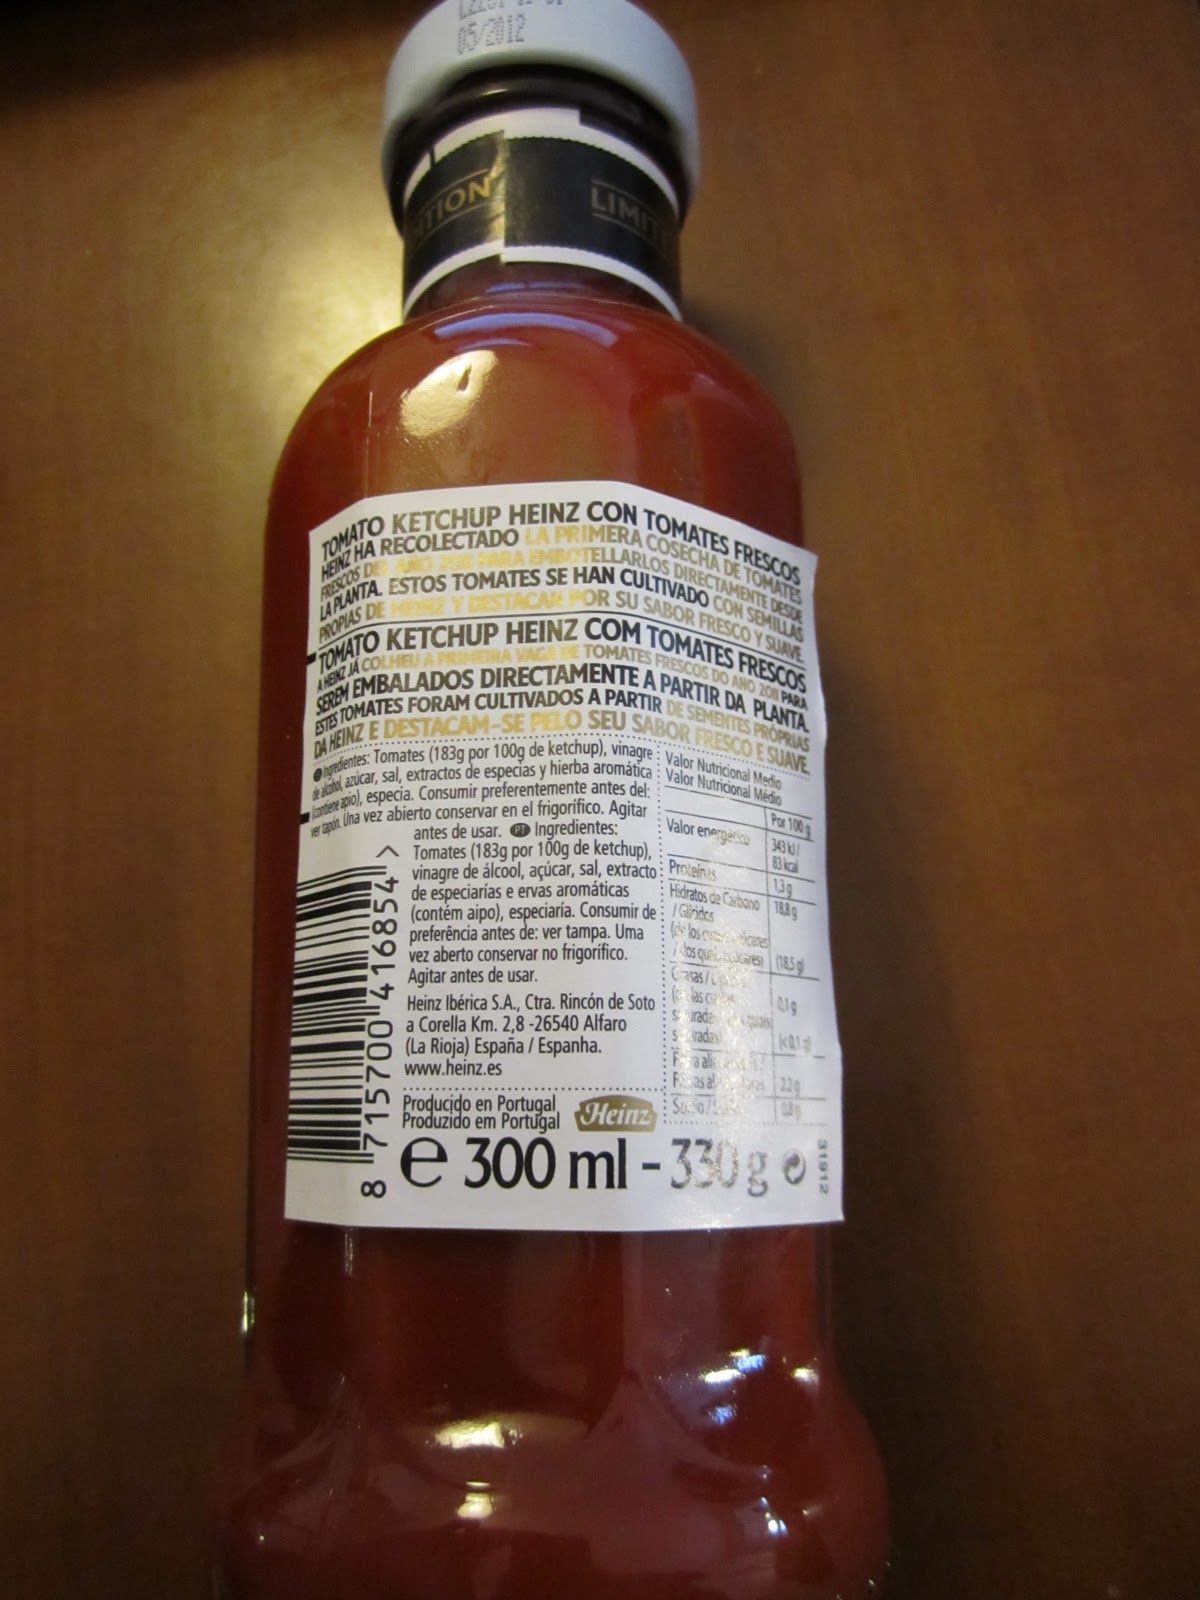 05/2012
LIMIT
TOMATO KETCHUP HEINZ CON TOMATES FRESCOS
HEINZ HA RECOLECTADO LA PRIMERA COSECHA DE TOMATES
FRESCOS DEL AÑO 2011 PARA EMBOTELLARLOS DIRECTAMENTE DESDE
LA PLANTA. ESTOS TOMATES SE HAN CULTIVADO CON SEMILLAS
PROPIAS DE HEINZ Y DESTACAN POR SU SABOR FRESCO Y SUAVE.
TOMATO KETCHUP HEINZ COM TOMATES FRESCOS
A HEINZ JÁ COLHEU A PRIMEIRA VAGA DE TOMATES FRESCOS DO ANO 2011 PARA
SEREM EMBALADOS DIRECTAMENTE A PARTIR DA PLANTA.
ESTES TOMATES FORAM CULTIVADOS A PARTIR DE SEMENTES PRÓPRIAS
DA HEINZ E DESTACAM-SE PELO SEU SABOR FRESCO E SUAVE.
Ingredientes: Tomates (183g por 100g de ketchup), vinagre
de alcohol, azúcar, sal, extractos de especias y hierba aromática
(contiene apio), especia. Consumir preferentemente antes del:
ver tapón. Una vez abierto conservar en el frigorífico. Agitar
antes de usar. PT Ingredientes:
Tomates (183g por 100g de ketchup),
vinagre de álcool, açúcar, sal, extracto
de especiarías e ervas aromáticas
(contém aipo), especiaría. Consumir de
preferência antes de: ver tampa. Uma
vez aberto conservar no frigorífico.
Agitar antes de usar.
Heinz Ibérica S.A., Ctra. Rincón de Soto
a Corella Km. 2,8 -26540 Alfaro
(La Rioja) España / Espanha.
www.heinz.es
Producido en Portugal
Produzido em Portugal
Heinz
Valor Nutricional Medio
Valor Nutricional Médio
Por 100 g
Valor energético 343 kJ/
83 kcal
Proteínas 1,3 g
Hidratos de Carbono 18,8 g
/ Glícidos
(de los
(18,5 g)
0,1 g
(<0,1 g)
2,2 g
8 715700 416854 >
e 300 ml - 330 g
31912